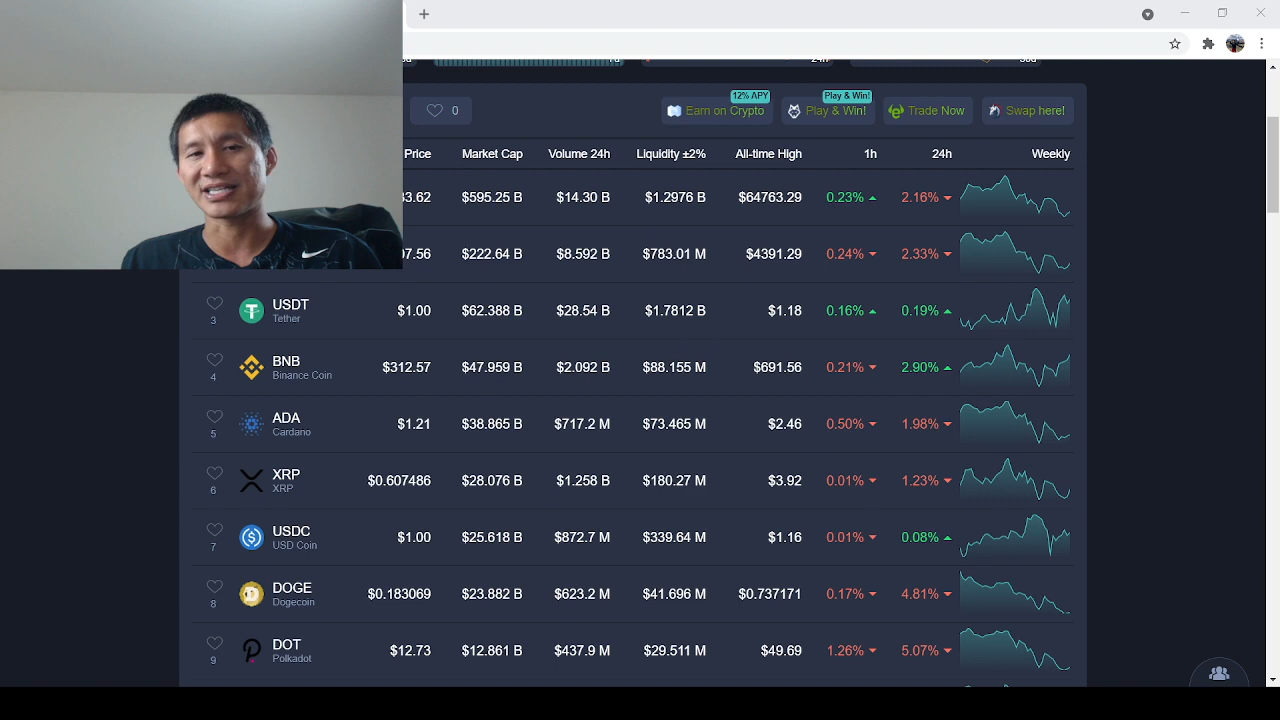 0
12% APY
Earn on Crypto
Play & Win!
Play & Win!
Trade Now
Swap here!
Price Market Cap Volume 24h Liquidity ±2% All-time High 1h 24h Weekly
3.62 $595.25 B $14.30 B $1.2976 B $64763.29 0.23% 2.16%
7.56 $222.64 B $8.592 B $783.01 M $4391.29 0.24% 2.33%
3 USDT Tether $1.00 $62.388 B $28.54 B $1.7812 B $1.18 0.16% 0.19%
4 BNB Binance Coin $312.57 $47.959 B $2.092 B $88.155 M $691.56 0.21% 2.90%
5 ADA Cardano $1.21 $38.865 B $717.2 M $73.465 M $2.46 0.50% 1.98%
6 XRP XRP $0.607486 $28.076 B $1.258 B $180.27 M $3.92 0.01% 1.23%
7 USDC USD Coin $1.00 $25.618 B $872.7 M $339.64 M $1.16 0.01% 0.08%
8 DOGE Dogecoin $0.183069 $23.882 B $623.2 M $41.696 M $0.737171 0.17% 4.81%
9 DOT Polkadot $12.73 $12.861 B $437.9 M $29.511 M $49.69 1.26% 5.07%